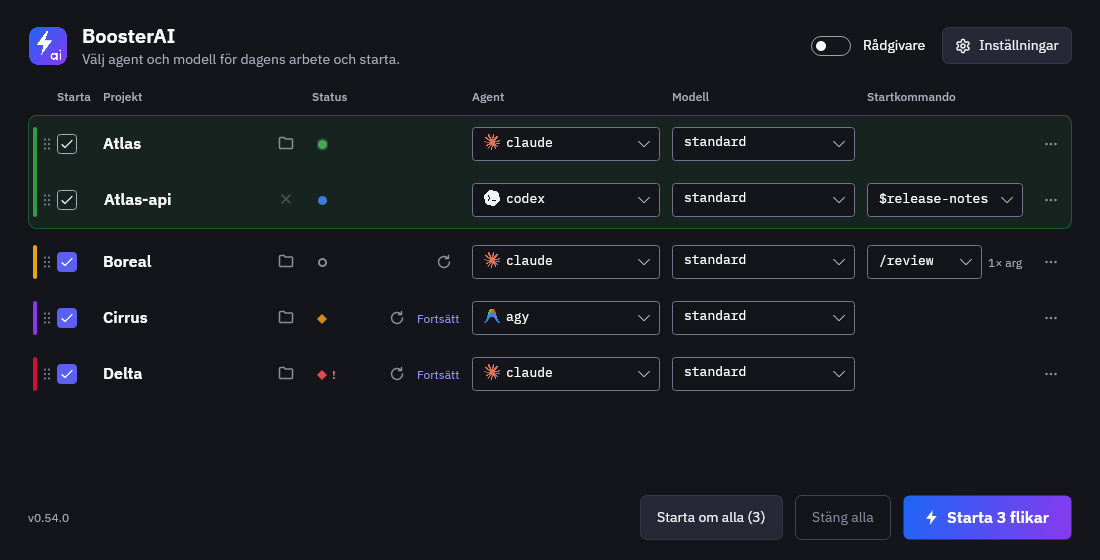 BoosterAI
Välj agent och modell för dagens arbete och starta.
Rådgivare
Inställningar
Starta Projekt Status Agent Modell Startkommando
Atlas claude standard
Atlas-api codex standard $release-notes
Boreal claude standard /review 1× arg
Cirrus Fortsätt agy standard
Delta ! Fortsätt claude standard
v0.54.0
Starta om alla (3)
Stäng alla
Starta 3 flikar
ai